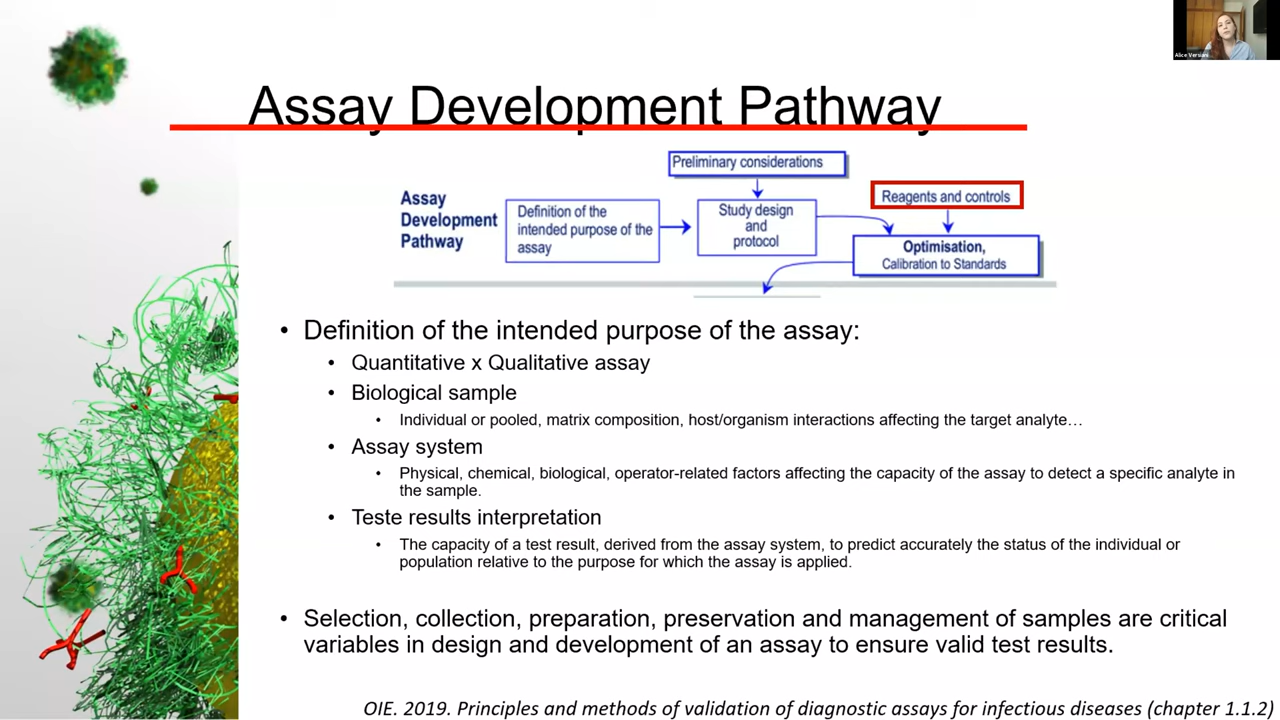 Alice Versiani
Assay Development Pathway
Preliminary considerations
Reagents and controls
Assay
Development
Pathway
Definition of the
intended purpose of the
assay
Study design
and
protocol
Optimisation,
Calibration to Standards
• Definition of the intended purpose of the assay:
• Quantitative x Qualitative assay
• Biological sample
• Individual or pooled, matrix composition, host/organism interactions affecting the target analyte…
• Assay system
• Physical, chemical, biological, operator-related factors affecting the capacity of the assay to detect a specific analyte in
the sample.
• Teste results interpretation
• The capacity of a test result, derived from the assay system, to predict accurately the status of the individual or
population relative to the purpose for which the assay is applied.
• Selection, collection, preparation, preservation and management of samples are critical
variables in design and development of an assay to ensure valid test results.
OIE. 2019. Principles and methods of validation of diagnostic assays for infectious diseases (chapter 1.1.2)